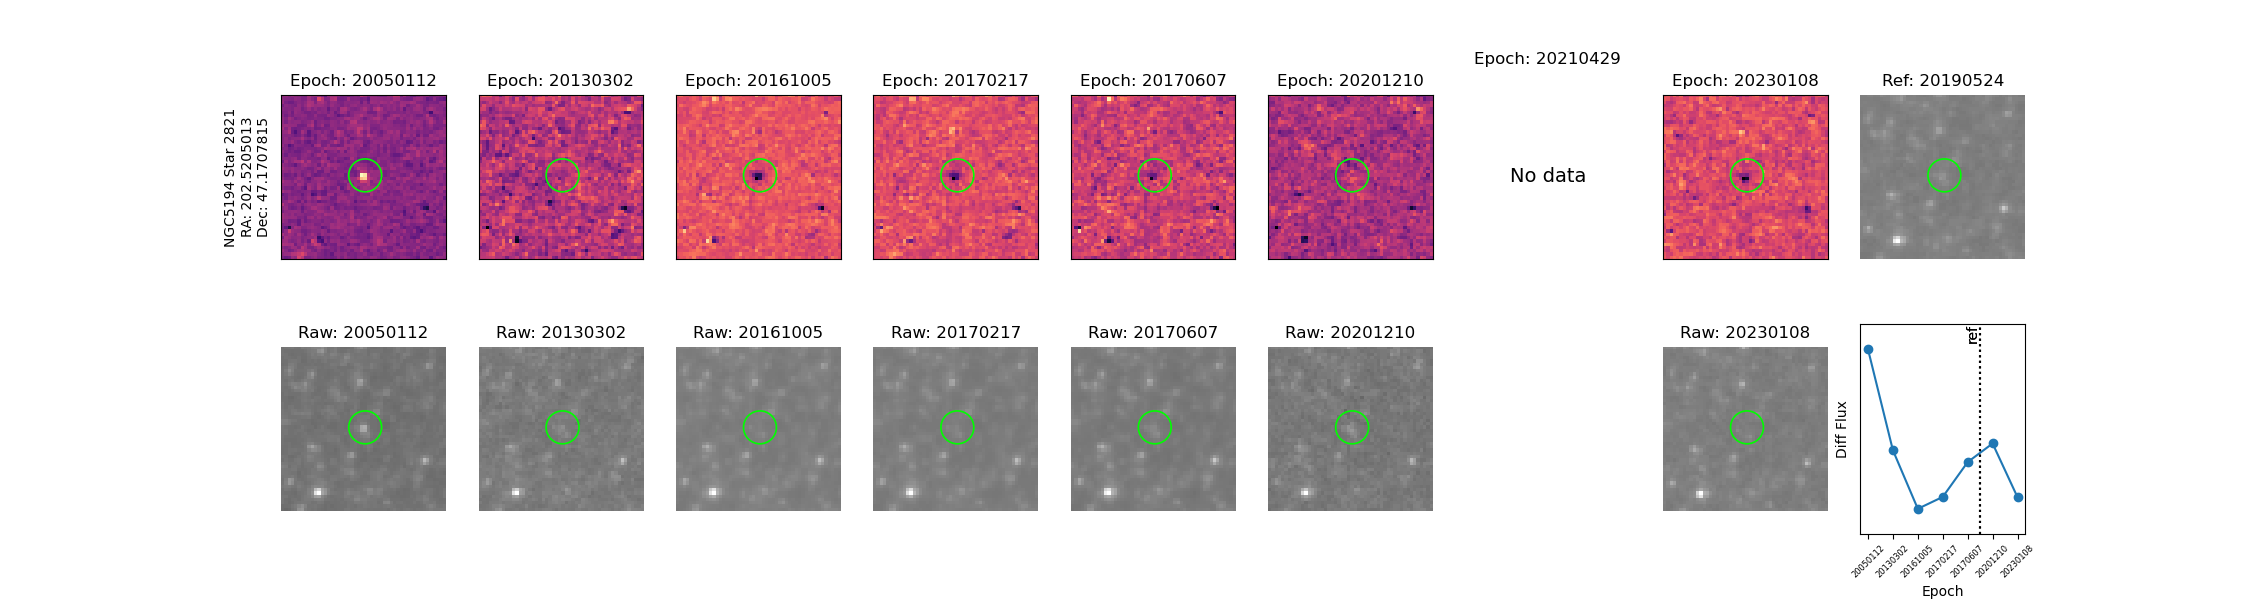 Epoch: 20210429
Epoch: 20050112
Epoch: 20130302
Epoch: 20161005
Epoch: 20170217
Epoch: 20170607
Epoch: 20201210
Epoch: 20230108
Ref: 20190524
NGC5194 Star 2821
RA: 202.5205013
Dec: 47.1707815
No data
Raw: 20050112
Raw: 20130302
Raw: 20161005
Raw: 20170217
Raw: 20170607
Raw: 20201210
Raw: 20230108
ref
Diff Flux
20050112
20130302
20161005
20170217
20170607
20201210
20230108
Epoch